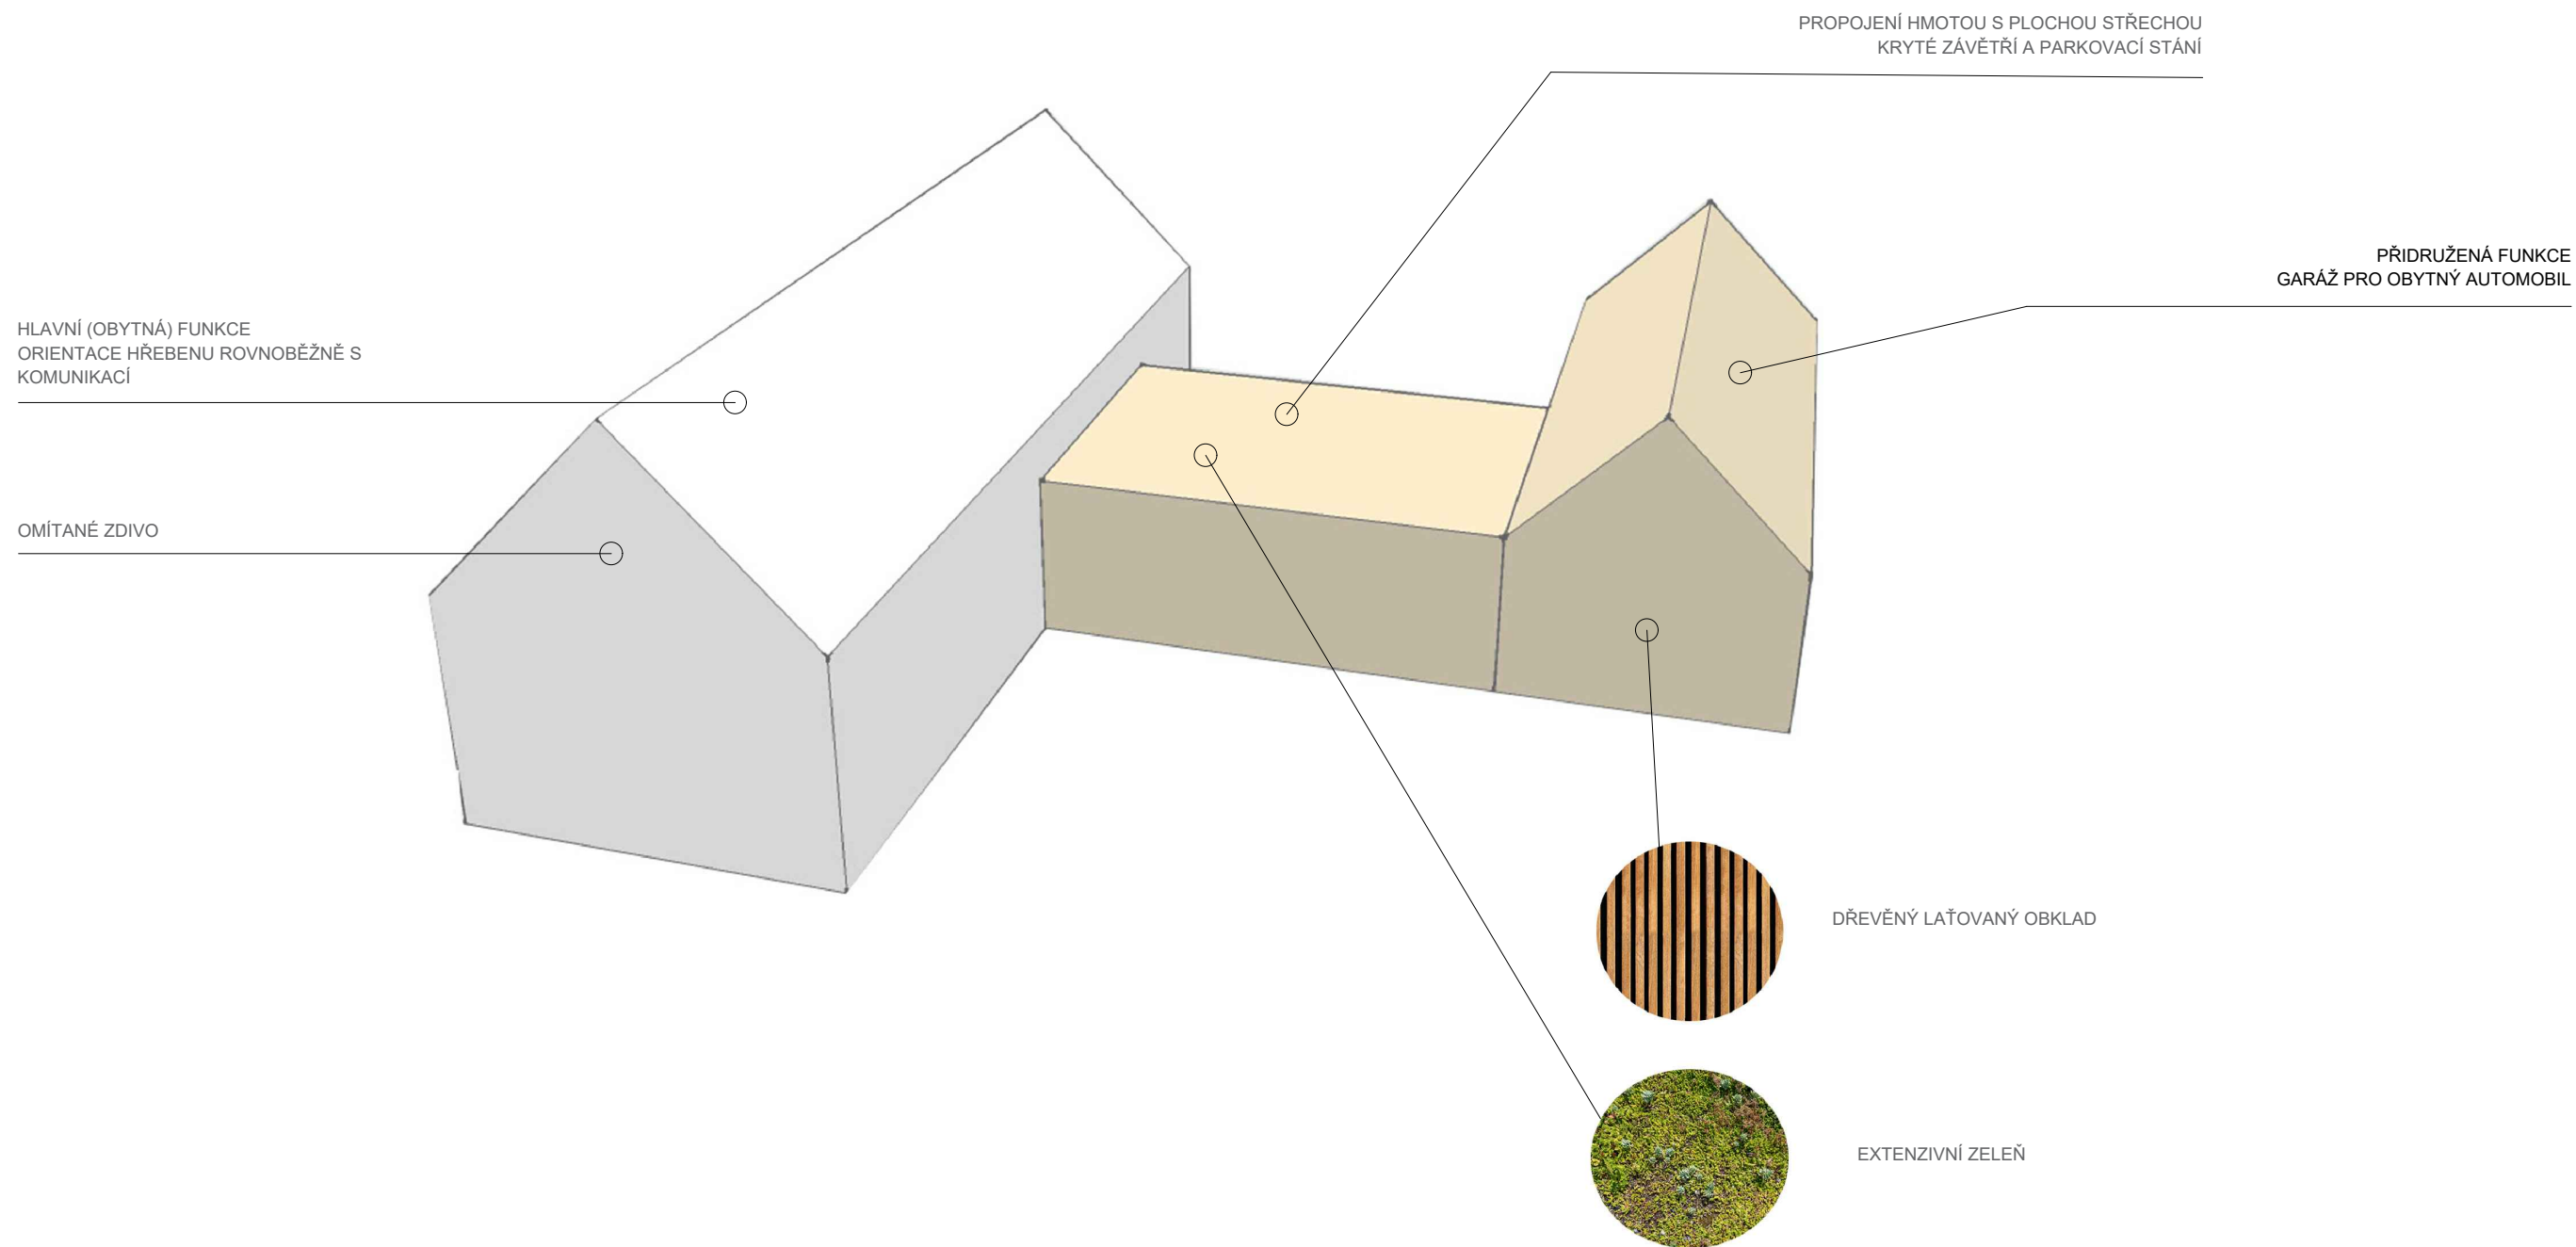 PROPOJENÍ HMOTOU S PLOCHOU STŘECHOU
KRYTÉ ZÁVĚTŘÍ A PARKOVACÍ STÁNÍ
PŘIDRUŽENÁ FUNKCE
GARÁŽ PRO OBYTNÝ AUTOMOBIL
HLAVNÍ (OBYTNÁ) FUNKCE
ORIENTACE HŘEBENU ROVNOBĚŽNĚ S
KOMUNIKACÍ
OMÍTANÉ ZDIVO
DŘEVĚNÝ LAŤOVANÝ OBKLAD
EXTENZIVNÍ ZELEŇ